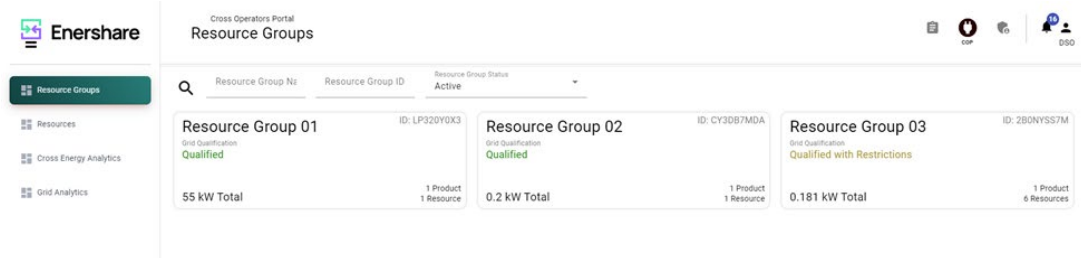 Enershare
Cross Operators Portal
Resource Groups
COP
16
DSO
Resource Groups
Resources
Cross Energy Analytics
Grid Analytics
Resource Group Na
Resource Group ID
Resource Group Status
Active
Resource Group 01
ID: LP320Y0X3
Grid Qualification
Qualified
55 kW Total
1 Product
1 Resource
Resource Group 02
ID: CY3DB7MDA
Grid Qualification
Qualified
0.2 kW Total
1 Product
1 Resource
Resource Group 03
ID: 2B0NYSS7M
Grid Qualification
Qualified with Restrictions
0.181 kW Total
1 Product
6 Resources